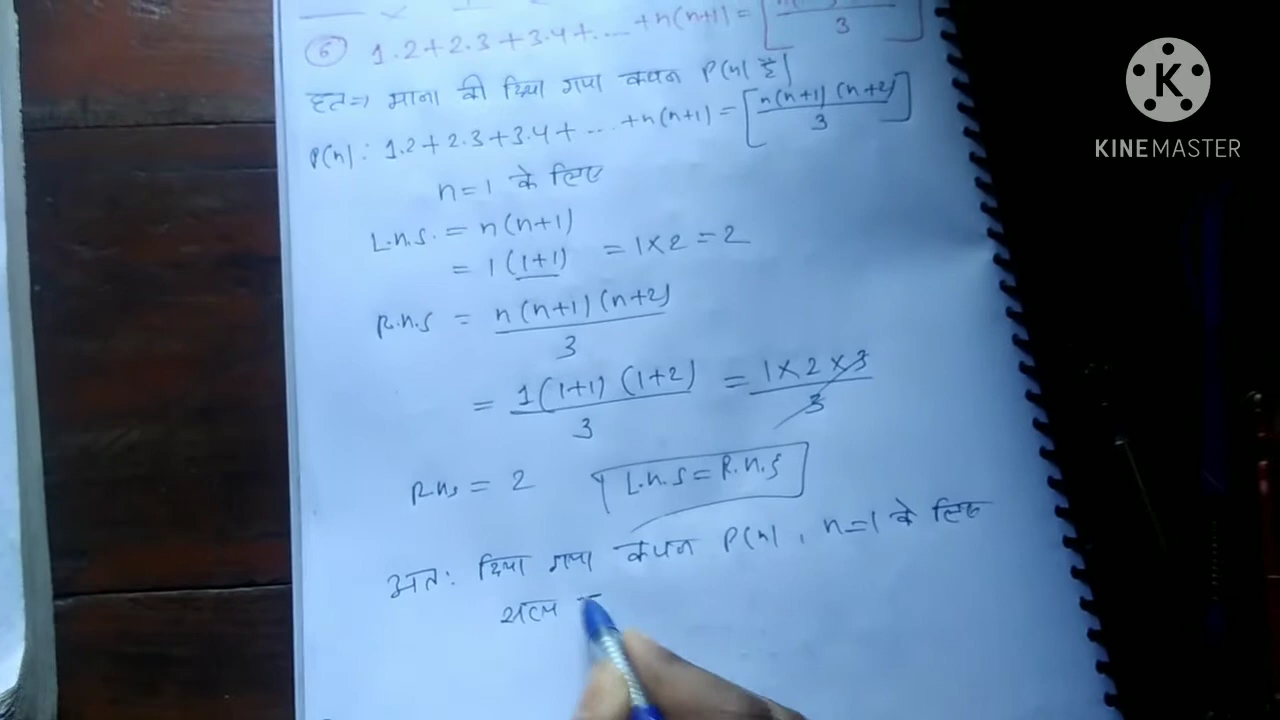 6 1.2+2.3+3.4+....+n(n+1) = [ 3 ]
हल=> माना की दिया गया कथन P(n) है।
P(n): 1.2+2.3+3.4+ ... +n(n+1) = [n(n+1)(n+2)/3]
n=1 के लिए
L.H.S. = n(n+1)
= 1(1+1) = 1×2 = 2
R.H.S = n(n+1)(n+2)/3
= 1(1+1)(1+2)/3 = 1×2×3/3
R.H.S = 2 L.H.S = R.H.S
अत: दिया गया कथन P(n), n=1 के लिए
सत्य
K
KINEMASTER